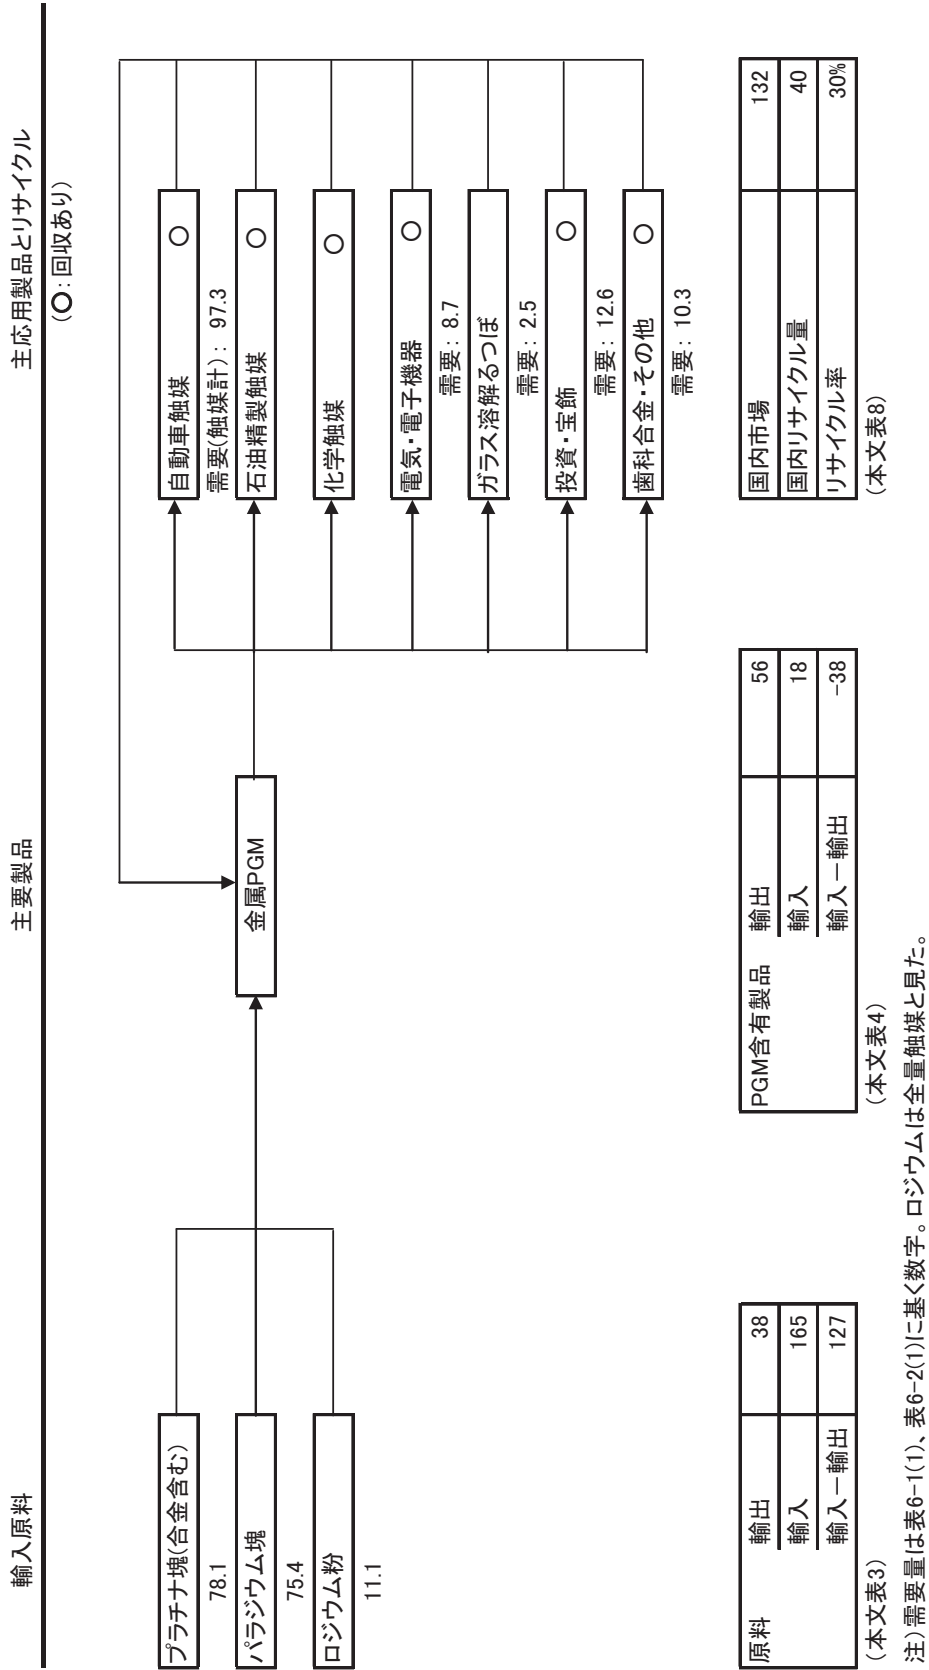 輸入原料
主要製品
主応用製品とリサイクル
(○:回収あり)
プラチナ塊(合金含む)
78.1
パラジウム塊
75.4
ロジウム粉
11.1
金属PGM
自動車触媒 ○
需要(触媒計): 97.3
石油精製触媒 ○
化学触媒 ○
電気・電子機器 ○
需要: 8.7
ガラス溶解るつぼ
需要: 2.5
投資・宝飾 ○
需要: 12.6
歯科合金・その他 ○
需要: 10.3
原料 輸出 38
輸入 165
輸入-輸出 127
(本文表3)
PGM含有製品 輸出 56
輸入 18
輸入-輸出 -38
(本文表4)
国内市場 132
国内リサイクル量 40
リサイクル率 30%
(本文表8)
注)需要量は表6-1(1)、表6-2(1)に基く数字。ロジウムは全量触媒と見た。